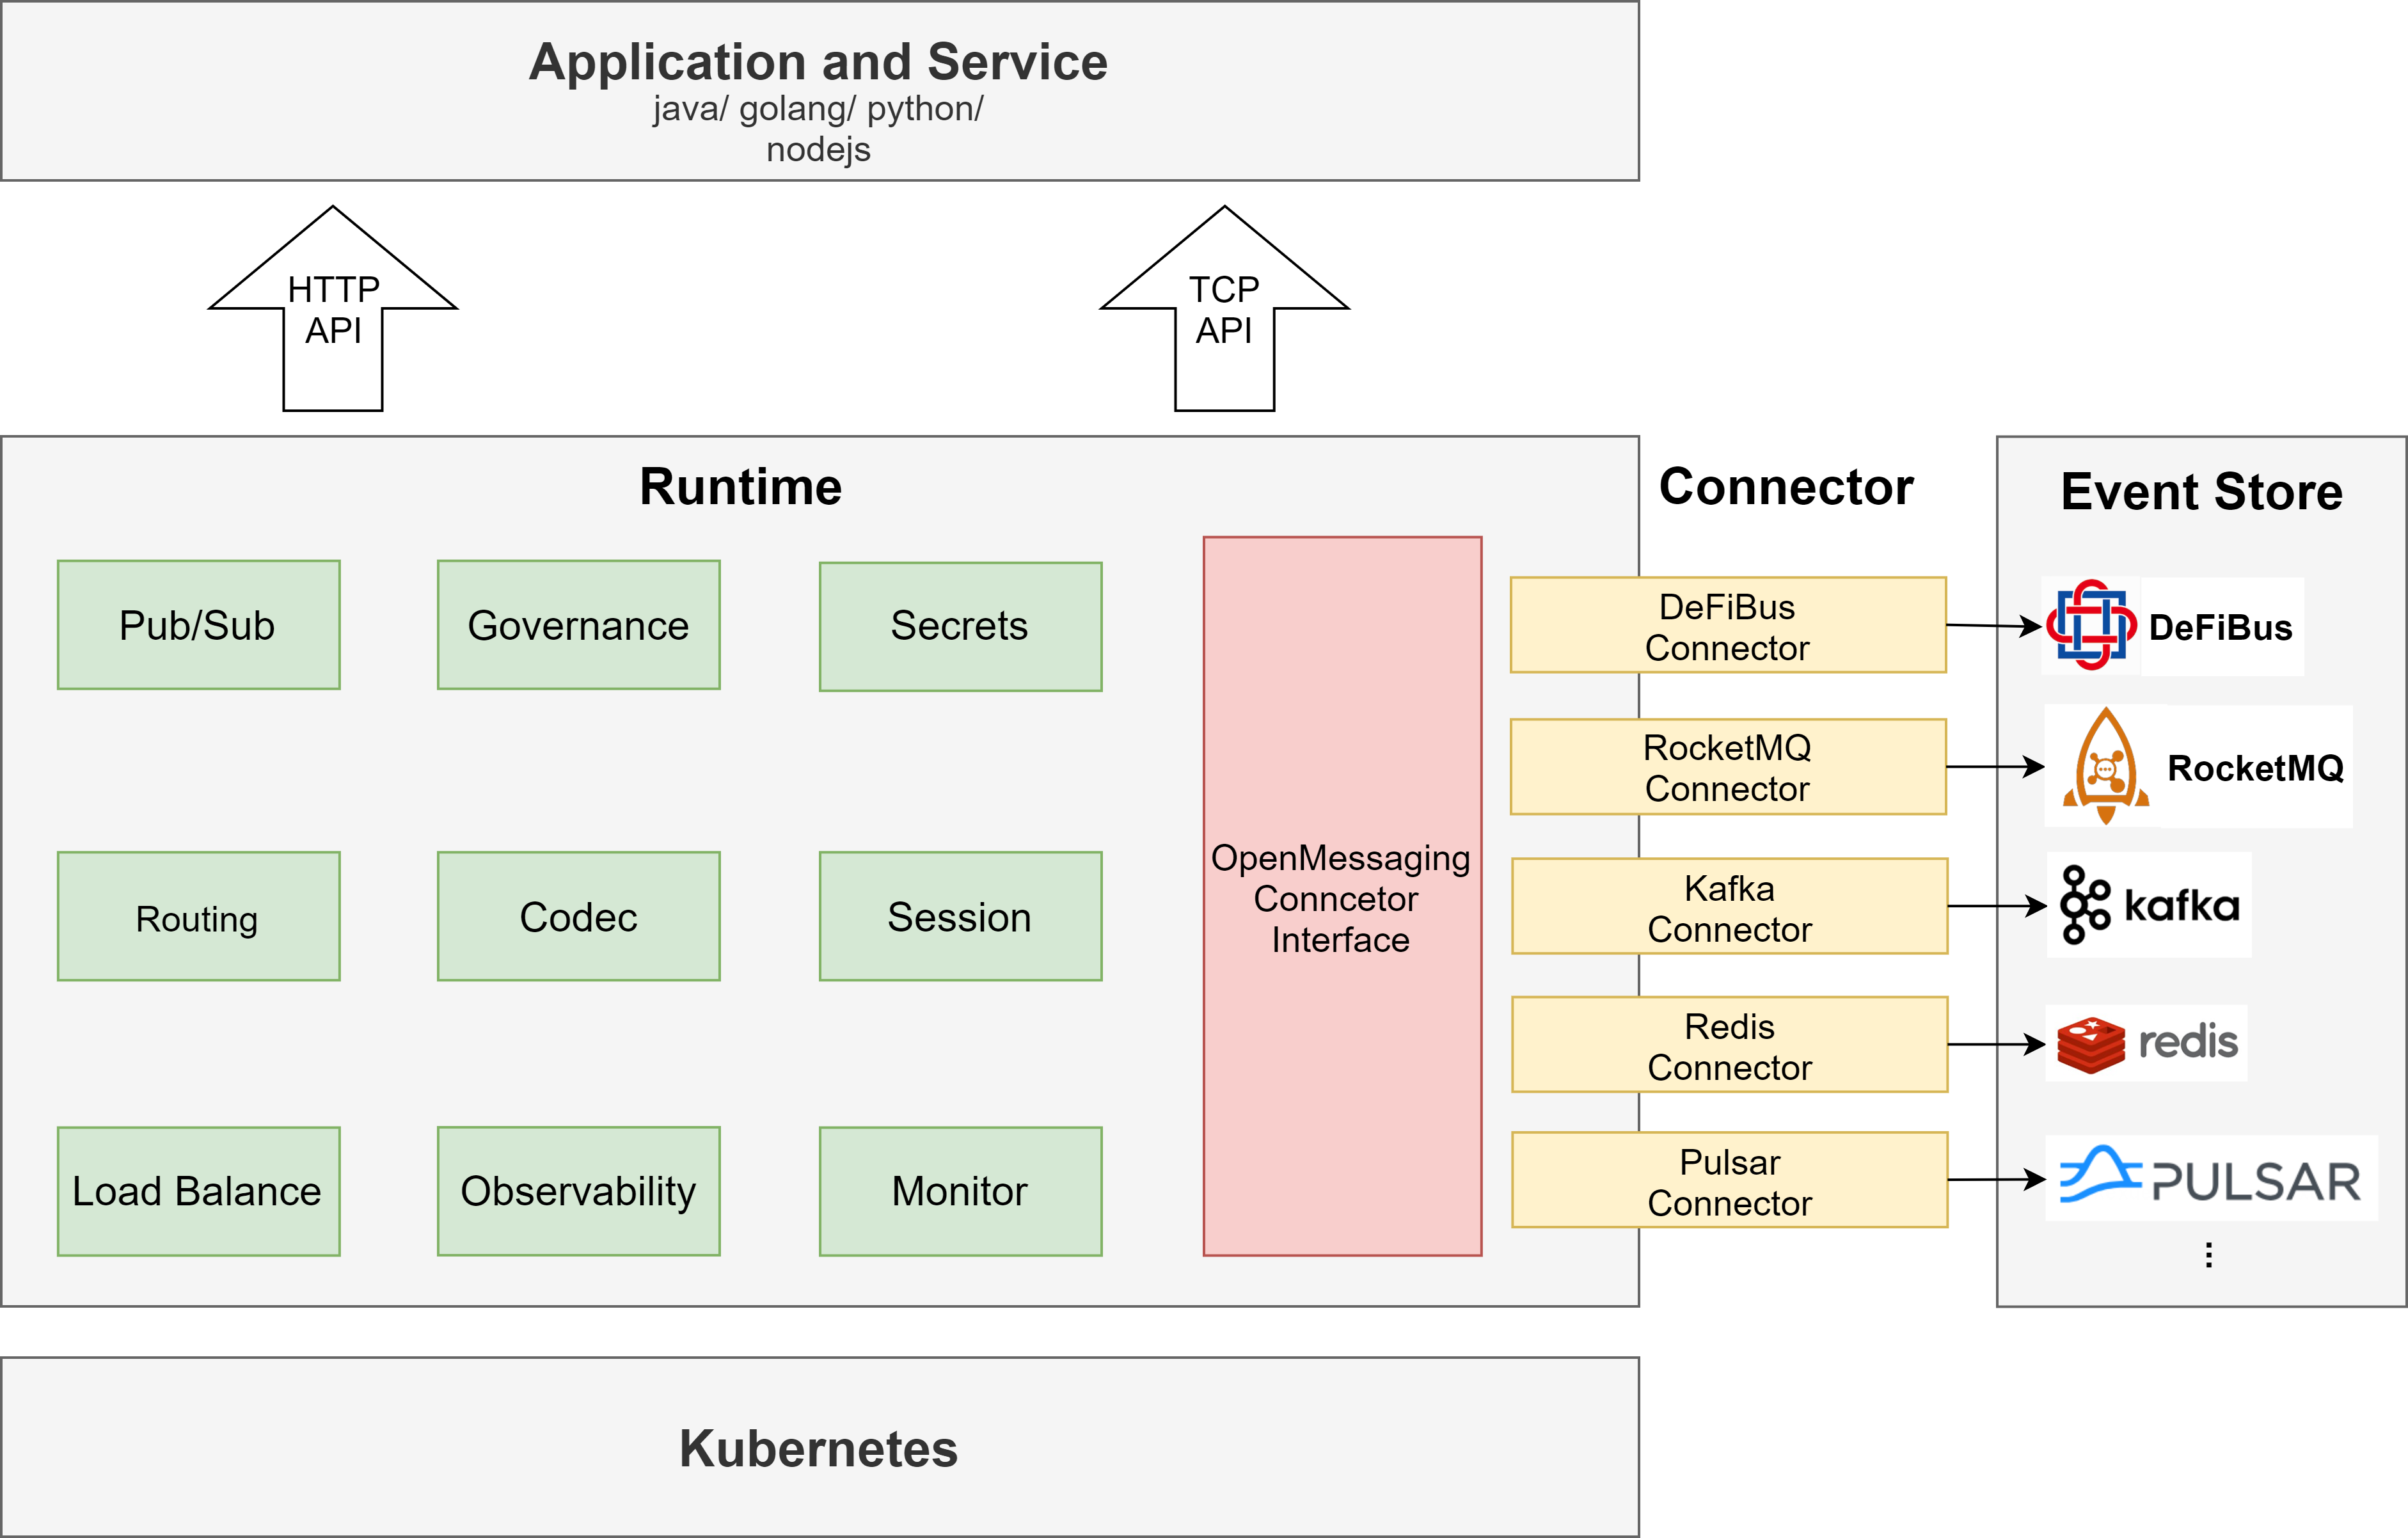 Application and Service
java/ golang/ python/
nodejs
HTTP
API
TCP
API
Runtime
Connector
Event Store
Pub/Sub
Governance
Secrets
Routing
Codec
Session
Load Balance
Observability
Monitor
OpenMessaging
Conncetor
Interface
DeFiBus
Connector
RocketMQ
Connector
Kafka
Connector
Redis
Connector
Pulsar
Connector
DeFiBus
RocketMQ
kafka
redis
PULSAR
...
Kubernetes